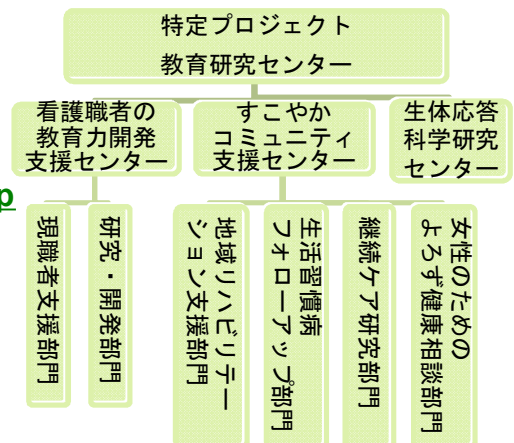 特定プロジェクト
教育研究センター
看護職者の
教育力開発
支援センター
すこやか
コミュニティ
支援センター
生体応答
科学研究
センター
p
現職者支援部門
研究・開発部門
地域リハビリテー
ション支援部門
生活習慣病
フォローアップ部門
継続ケア研究部門
女性のための
よろず健康相談部門